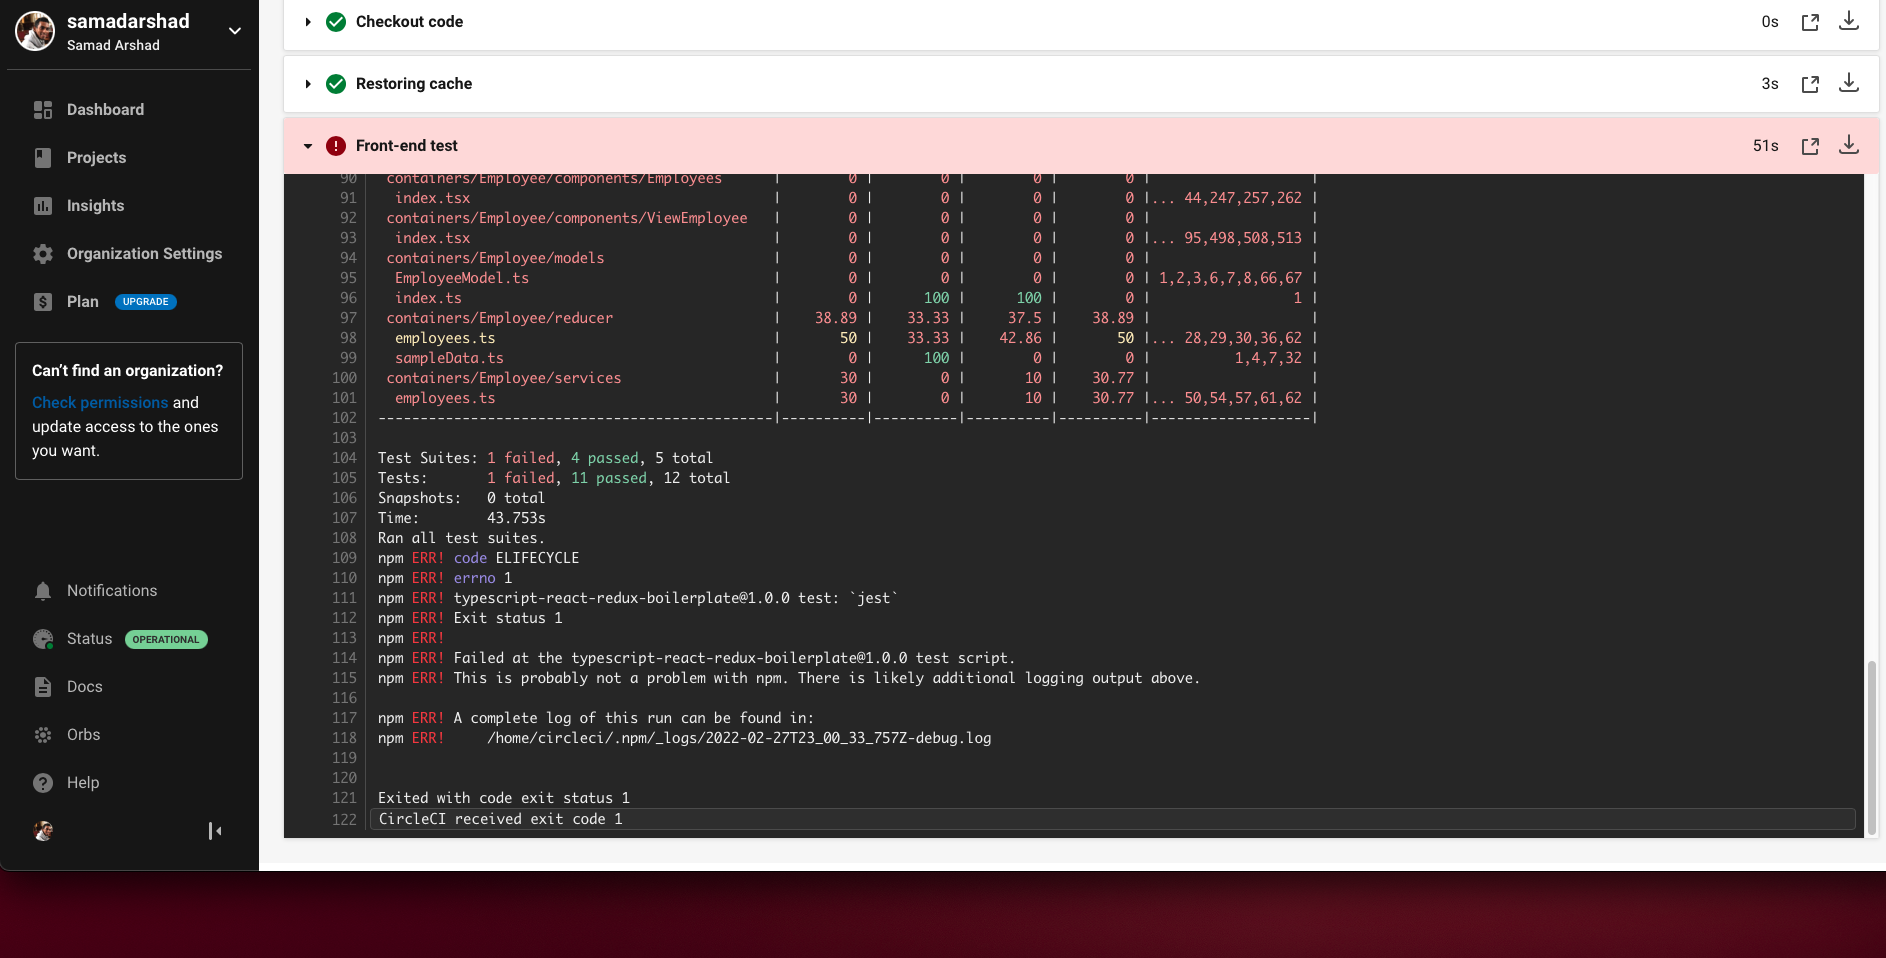 samadarshad
Samad Arshad
Dashboard
Projects
Insights
Organization Settings
Plan UPGRADE
Can't find an organization?
Check permissions and
update access to the ones
you want.
Notifications
Status OPERATIONAL
Docs
Orbs
Help
Checkout code 0s
Restoring cache 3s
Front-end test 51s
90 containers/Employee/components/Employees | 0 | 0 | 0 | 0 | |
91 index.tsx | 0 | 0 | 0 | 0 |... 44,247,257,262 |
92 containers/Employee/components/ViewEmployee | 0 | 0 | 0 | 0 | |
93 index.tsx | 0 | 0 | 0 | 0 |... 95,498,508,513 |
94 containers/Employee/models | 0 | 0 | 0 | 0 | |
95 EmployeeModel.ts | 0 | 0 | 0 | 0 | 1,2,3,6,7,8,66,67 |
96 index.ts | 0 | 100 | 100 | 0 | 1 |
97 containers/Employee/reducer | 38.89 | 33.33 | 37.5 | 38.89 | |
98 employees.ts | 50 | 33.33 | 42.86 | 50 |... 28,29,30,36,62 |
99 sampleData.ts | 0 | 100 | 0 | 0 | 1,4,7,32 |
100 containers/Employee/services | 30 | 0 | 10 | 30.77 | |
101 employees.ts | 30 | 0 | 10 | 30.77 |... 50,54,57,61,62 |
102 -----------------------------------------------|----------|----------|----------|----------|-------------------|
103
104 Test Suites: 1 failed, 4 passed, 5 total
105 Tests: 1 failed, 11 passed, 12 total
106 Snapshots: 0 total
107 Time: 43.753s
108 Ran all test suites.
109 npm ERR! code ELIFECYCLE
110 npm ERR! errno 1
111 npm ERR! typescript-react-redux-boilerplate@1.0.0 test: `jest`
112 npm ERR! Exit status 1
113 npm ERR!
114 npm ERR! Failed at the typescript-react-redux-boilerplate@1.0.0 test script.
115 npm ERR! This is probably not a problem with npm. There is likely additional logging output above.
116
117 npm ERR! A complete log of this run can be found in:
118 npm ERR! /home/circleci/.npm/_logs/2022-02-27T23_00_33_757Z-debug.log
119
120
121 Exited with code exit status 1
122 CircleCI received exit code 1